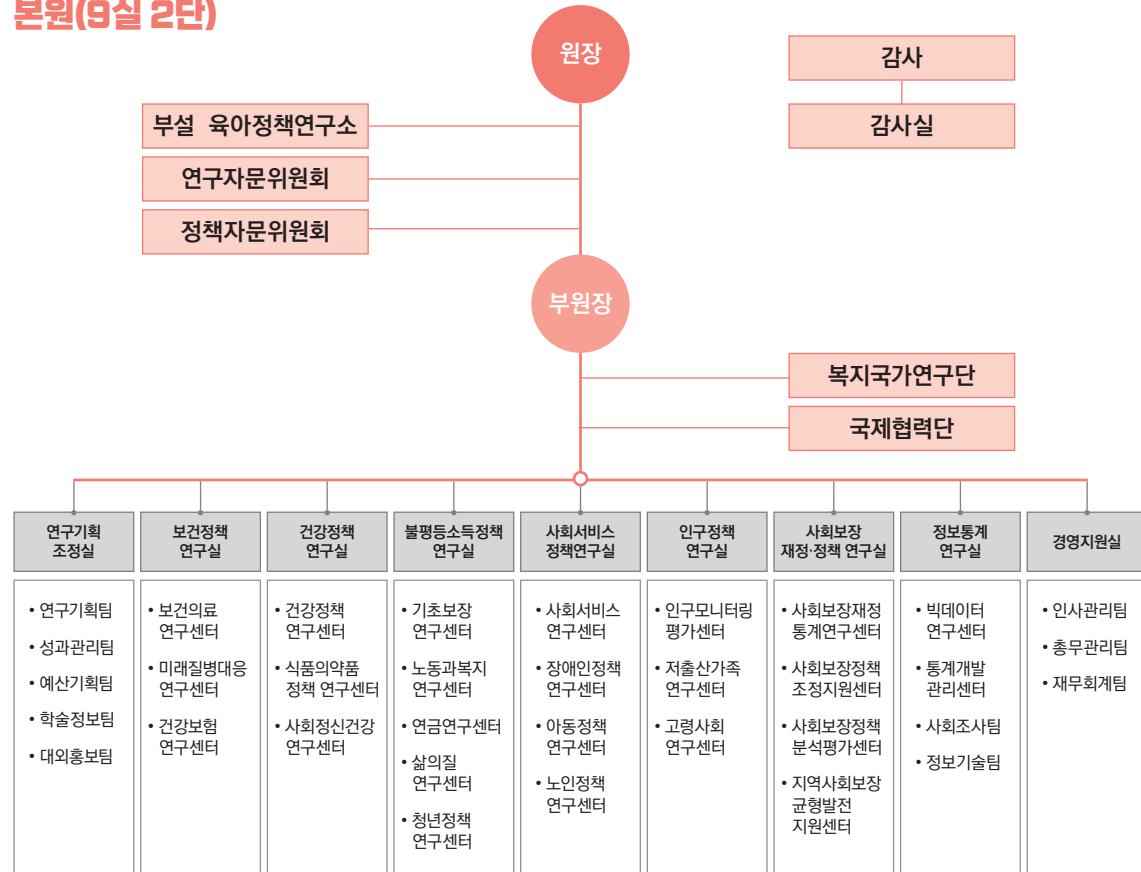 본원(9실 2단)
원장
감사
감사실
부설 육아정책연구소
연구자문위원회
정책자문위원회
부원장
복지국가연구단
국제협력단
연구기획
조정실
• 연구기획팀
• 성과관리팀
• 예산기획팀
• 학술정보팀
• 대외홍보팀
보건정책
연구실
• 보건의료
연구센터
• 미래질병대응
연구센터
• 건강보험
연구센터
건강정책
연구실
• 건강정책
연구센터
• 식품의약품
정책 연구센터
• 사회정신건강
연구센터
불평등소득정책
연구실
• 기초보장
연구센터
• 노동과복지
연구센터
• 연금연구센터
• 삶의질
연구센터
• 청년정책
연구센터
사회서비스
정책연구실
• 사회서비스
연구센터
• 장애인정책
연구센터
• 아동정책
연구센터
• 노인정책
연구센터
인구정책
연구실
• 인구모니터링
평가센터
• 저출산가족
연구센터
• 고령사회
연구센터
사회보장
재정·정책 연구실
• 사회보장재정
통계연구센터
• 사회보장정책
조정지원센터
• 사회보장정책
분석평가센터
• 지역사회보장
균형발전
지원센터
정보통계
연구실
• 빅데이터
연구센터
• 통계개발
관리센터
• 사회조사팀
• 정보기술팀
경영지원실
• 인사관리팀
• 총무관리팀
• 재무회계팀